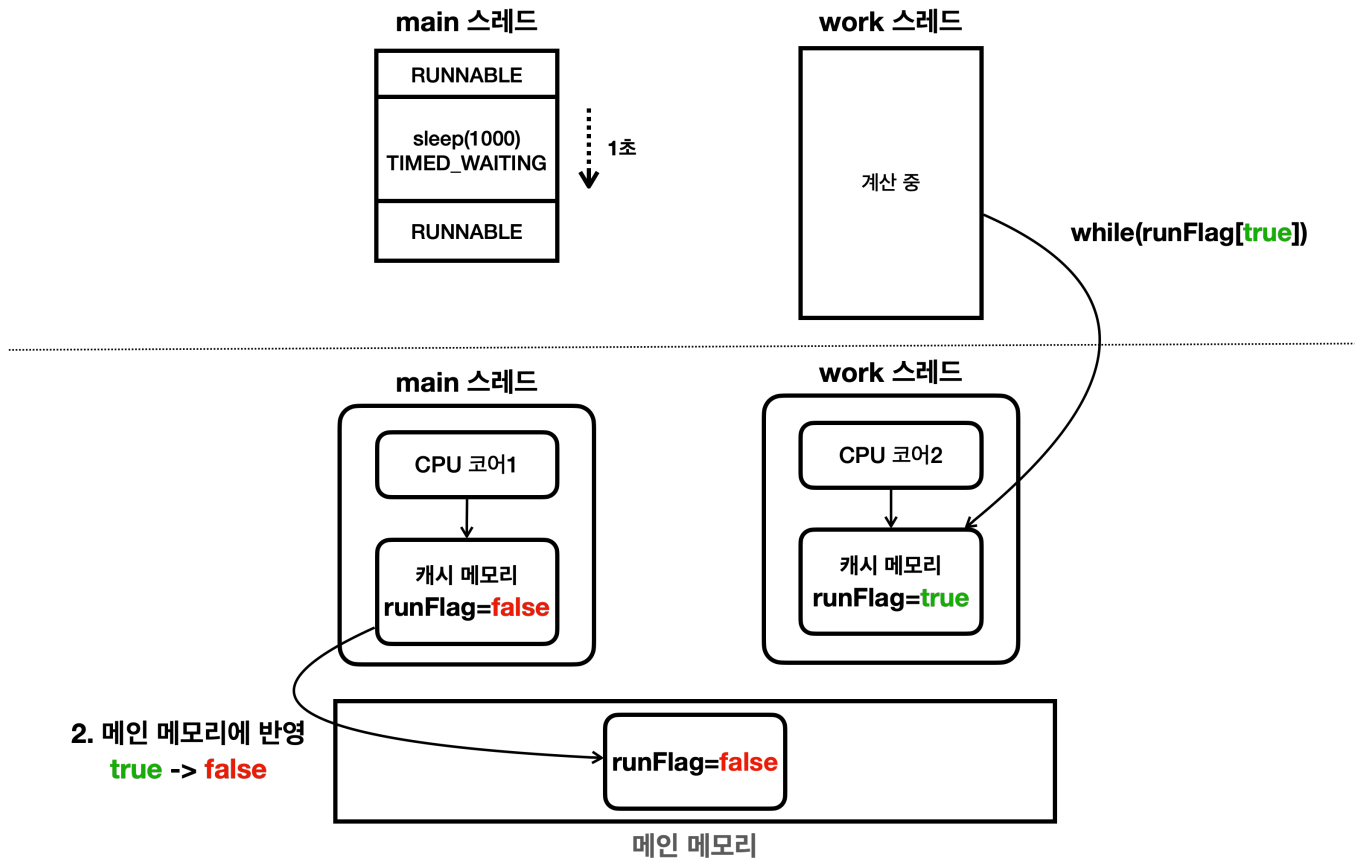 main 스레드
work 스레드
RUNNABLE
sleep(1000)
TIMED_WAITING
1초
RUNNABLE
계산 중
while(runFlag[true])
main 스레드
work 스레드
CPU 코어1
CPU 코어2
캐시 메모리
runFlag=false
캐시 메모리
runFlag=true
2. 메인 메모리에 반영
true -> false
runFlag=false
메인 메모리